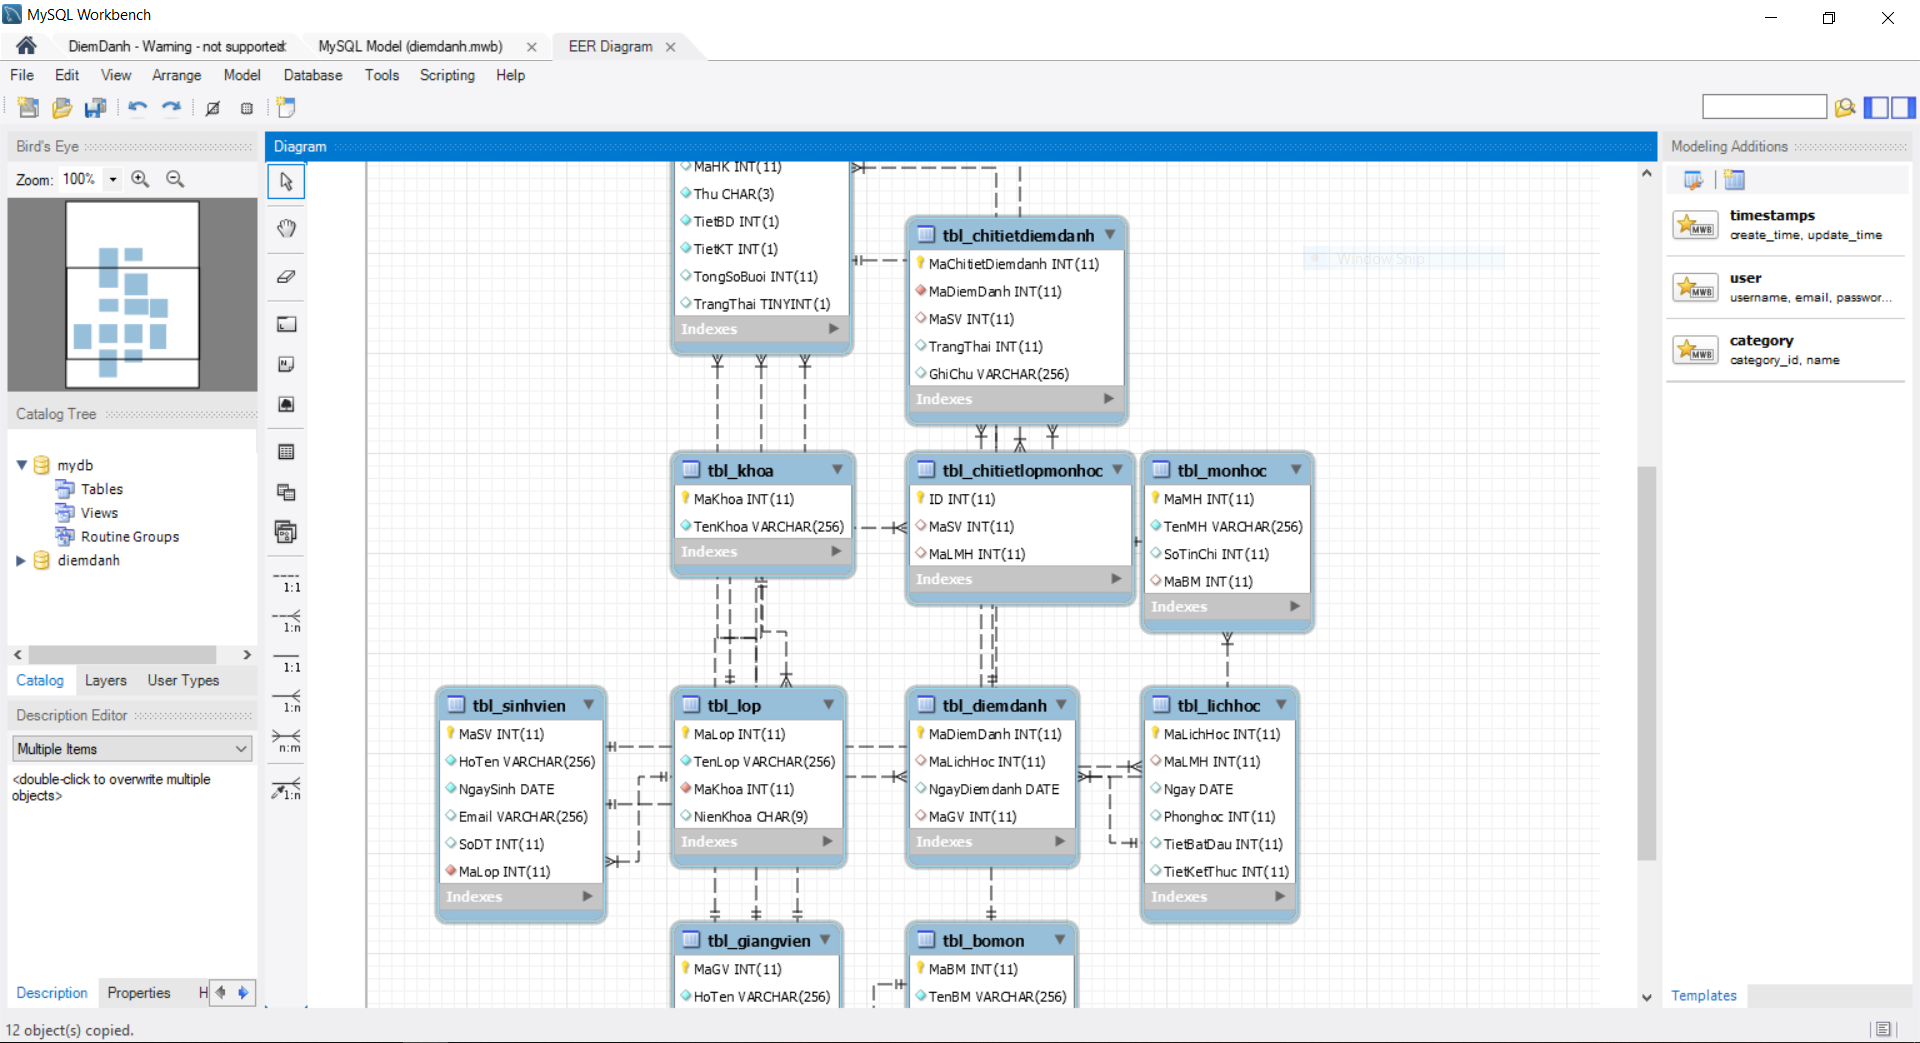 MySQL Workbench
DiemDanh - Warning - not supported
MySQL Model (diemdanh.mwb)
EER Diagram
File Edit View Arrange Model Database Tools Scripting Help
Bird's Eye
Zoom: 100%
Catalog Tree
mydb
Tables
Views
Routine Groups
diemdanh
Catalog Layers User Types
Description Editor
Multiple Items
<double-click to overwrite multiple
objects>
Description Properties H
12 object(s) copied.
1:1
1:n
1:1
1:n
n:m
1:n
Diagram
MaHK INT(11)
Thu CHAR(3)
TietBD INT(1)
TietKT INT(1)
TongSoBuoi INT(11)
TrangThai TINYINT(1)
Indexes
tbl_chitietdiemdanh
MaChitietDiemdanh INT(11)
MaDiemDanh INT(11)
MaSV INT(11)
TrangThai INT(11)
GhiChu VARCHAR(256)
Indexes
Window Snip
tbl_khoa
MaKhoa INT(11)
TenKhoa VARCHAR(256)
Indexes
tbl_chitietlopmonhoc
ID INT(11)
MaSV INT(11)
MaLMH INT(11)
Indexes
tbl_monhoc
MaMH INT(11)
TenMH VARCHAR(256)
SoTinChi INT(11)
MaBM INT(11)
Indexes
tbl_sinhvien
MaSV INT(11)
HoTen VARCHAR(256)
NgaySinh DATE
Email VARCHAR(256)
SoDT INT(11)
MaLop INT(11)
Indexes
tbl_lop
MaLop INT(11)
TenLop VARCHAR(256)
MaKhoa INT(11)
NienKhoa CHAR(9)
Indexes
tbl_diemdanh
MaDiemDanh INT(11)
MaLichHoc INT(11)
NgayDiemdanh DATE
MaGV INT(11)
Indexes
tbl_lichhoc
MaLichHoc INT(11)
MaLMH INT(11)
Ngay DATE
Phonghoc INT(11)
TietBatDau INT(11)
TietKetThuc INT(11)
Indexes
tbl_giangvien
MaGV INT(11)
HoTen VARCHAR(256)
tbl_bomon
MaBM INT(11)
TenBM VARCHAR(256)
Modeling Additions
MWB
timestamps
create_time, update_time
MWB
user
username, email, passwor...
MWB
category
category_id, name
Templates